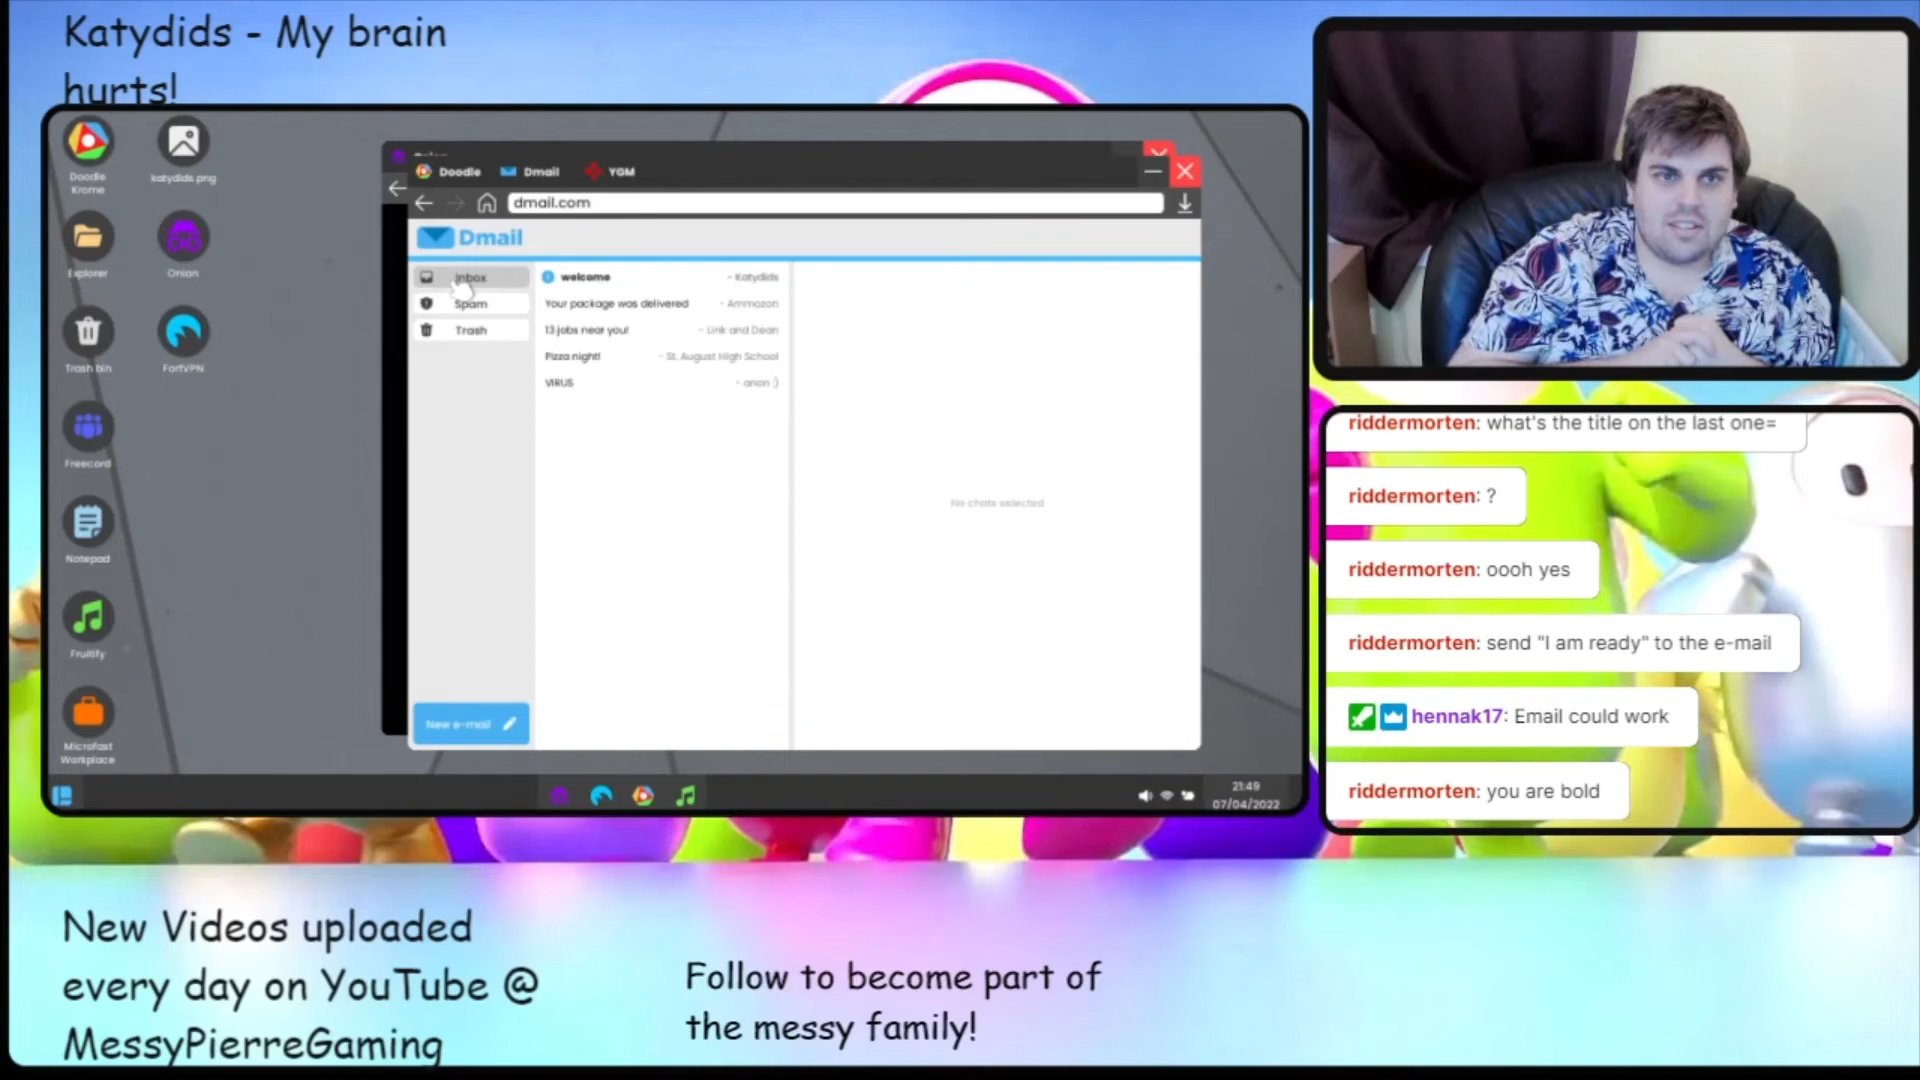 Katydids - My brain
hurts!
Doodle
Krome
katydids.png
Explorer
Onion
Trash bin
FortVPN
Freecord
Notepad
Fruitify
Microfast
Workplace
Doodle
Dmail
YGM
dmail.com
Dmail
Inbox
Spam
Trash
New e-mail
welcome - Katydids
Your package was delivered - Ammozon
13 jobs near you! - Link and Dean
Pizza night! - St. August High School
VIRUS - anon :)
No chats selected
21:49
07/04/2022
riddermorten: what's the title on the last one=
riddermorten: ?
riddermorten: oooh yes
riddermorten: send "I am ready" to the e-mail
hennak17: Email could work
riddermorten: you are bold
New Videos uploaded
every day on YouTube @
MessyPierreGaming
Follow to become part of
the messy family!